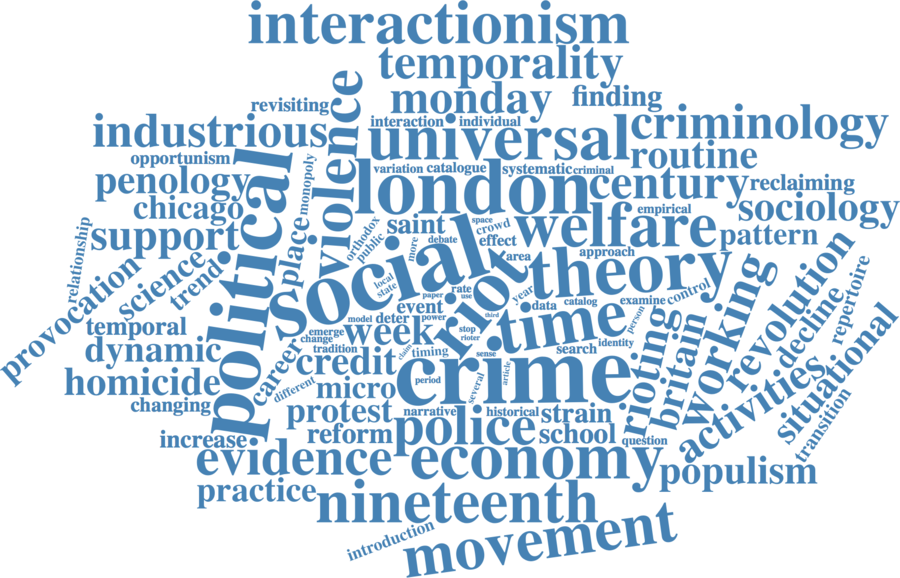 interactionism
temporality
monday
finding
revisiting
violence
interaction
individual
industrious
universal
criminology
opportunism
political
monopoly
variation
catalogue
systematic
criminal
routine
penology
london
century
reclaiming
chicago
place
orthodox
public
saint
space
crowd
welfare
empirical
sociology
support
more
debate
effect
pattern
relationship
provocation
science
trend
social
local
state
riot
area
approach
theory
temporal
event
paper
rate
use
year
data
catalog
examine
control
working
revolution
repertoire
model
deter
power
third
time
person
decline
emerge
change
week
stop
rioter
identity
rioting
britain
dynamic
tradition
claim
timing
sense
search
situational
homicide
career
credit
period
crime
several
article
activities
transition
changing
different
micro
protest
narrative
historical
strain
increase
reform
police
school
question
evidence
economy
populism
practice
nineteenth
introduction
movement